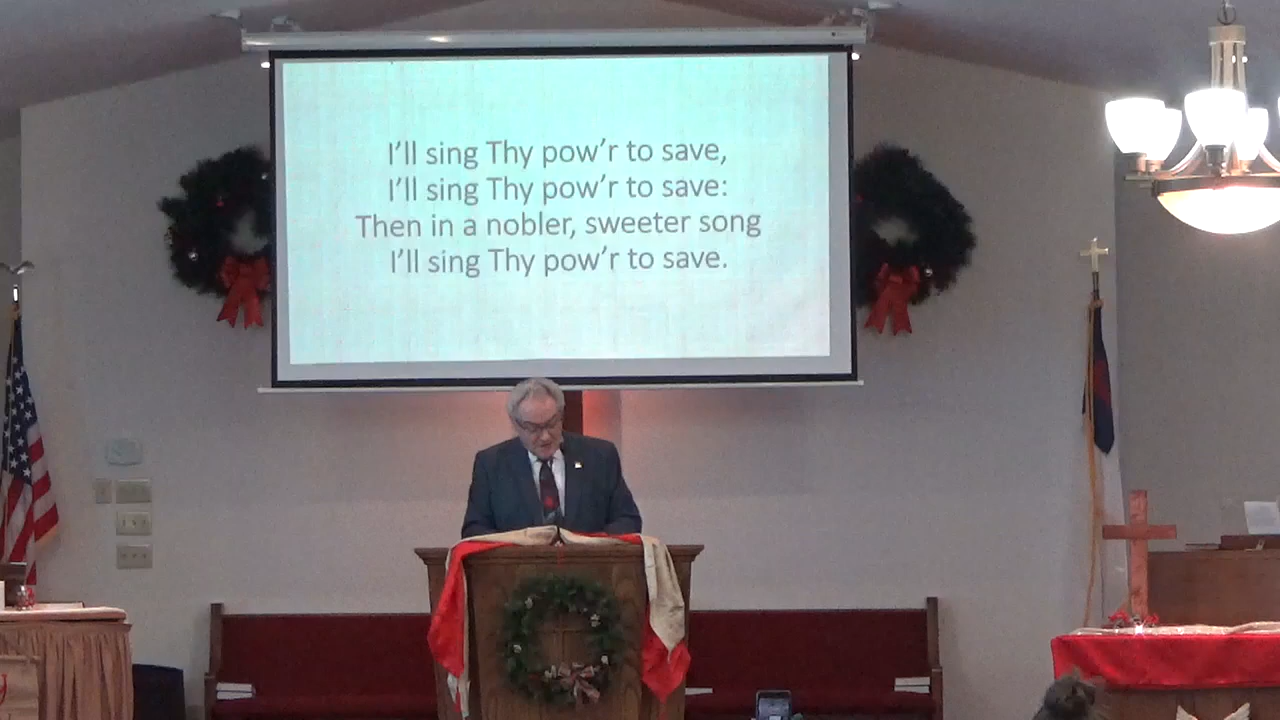 I’ll sing Thy pow’r to save,
I’ll sing Thy pow’r to save:
Then in a nobler, sweeter song
I’ll sing Thy pow’r to save.